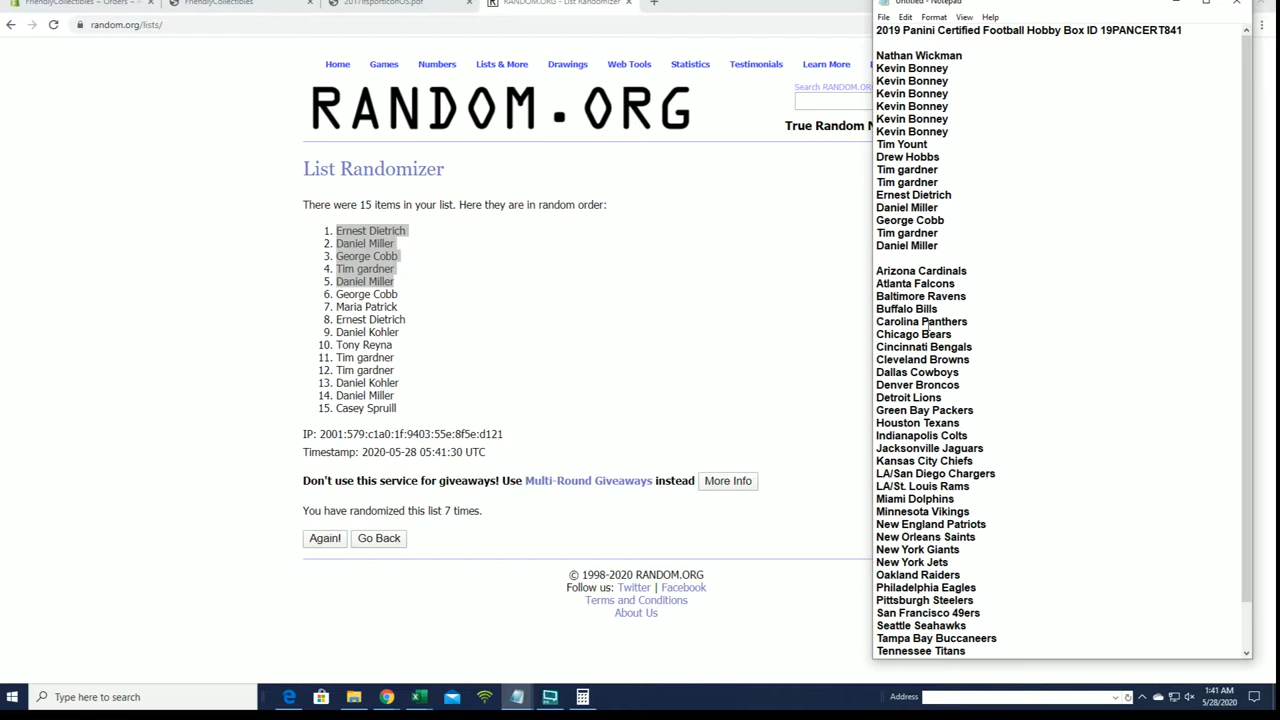 FriendlyCollectibles ~ Orders ~
FriendlyCollectibles
2017itsporticonOS.pdf
RANDOM.ORG - List Randomizer
random.org/lists/
Home Games Numbers Lists & More Drawings Web Tools Statistics Testimonials Learn More
Search RANDOM.OR
RANDOM.ORG
True Random N
List Randomizer
There were 15 items in your list. Here they are in random order:
1. Ernest Dietrich
2. Daniel Miller
3. George Cobb
4. Tim gardner
5. Daniel Miller
6. George Cobb
7. Maria Patrick
8. Ernest Dietrich
9. Daniel Kohler
10. Tony Reyna
11. Tim gardner
12. Tim gardner
13. Daniel Kohler
14. Daniel Miller
15. Casey Spruill
IP: 2001:579:c1a0:1f:9403:55e:8f5e:d121
Timestamp: 2020-05-28 05:41:30 UTC
Don't use this service for giveaways! Use Multi-Round Giveaways instead More Info
You have randomized this list 7 times.
Again! Go Back
© 1998-2020 RANDOM.ORG
Follow us: Twitter | Facebook
Terms and Conditions
About Us
Untitled - Notepad
File Edit Format View Help
2019 Panini Certified Football Hobby Box ID 19PANCERT841
Nathan Wickman
Kevin Bonney
Kevin Bonney
Kevin Bonney
Kevin Bonney
Kevin Bonney
Kevin Bonney
Tim Yount
Drew Hobbs
Tim gardner
Tim gardner
Ernest Dietrich
Daniel Miller
George Cobb
Tim gardner
Daniel Miller
Arizona Cardinals
Atlanta Falcons
Baltimore Ravens
Buffalo Bills
Carolina Panthers
Chicago Bears
Cincinnati Bengals
Cleveland Browns
Dallas Cowboys
Denver Broncos
Detroit Lions
Green Bay Packers
Houston Texans
Indianapolis Colts
Jacksonville Jaguars
Kansas City Chiefs
LA/San Diego Chargers
LA/St. Louis Rams
Miami Dolphins
Minnesota Vikings
New England Patriots
New Orleans Saints
New York Giants
New York Jets
Oakland Raiders
Philadelphia Eagles
Pittsburgh Steelers
San Francisco 49ers
Seattle Seahawks
Tampa Bay Buccaneers
Tennessee Titans
Type here to search
Address
1:41 AM
5/28/2020